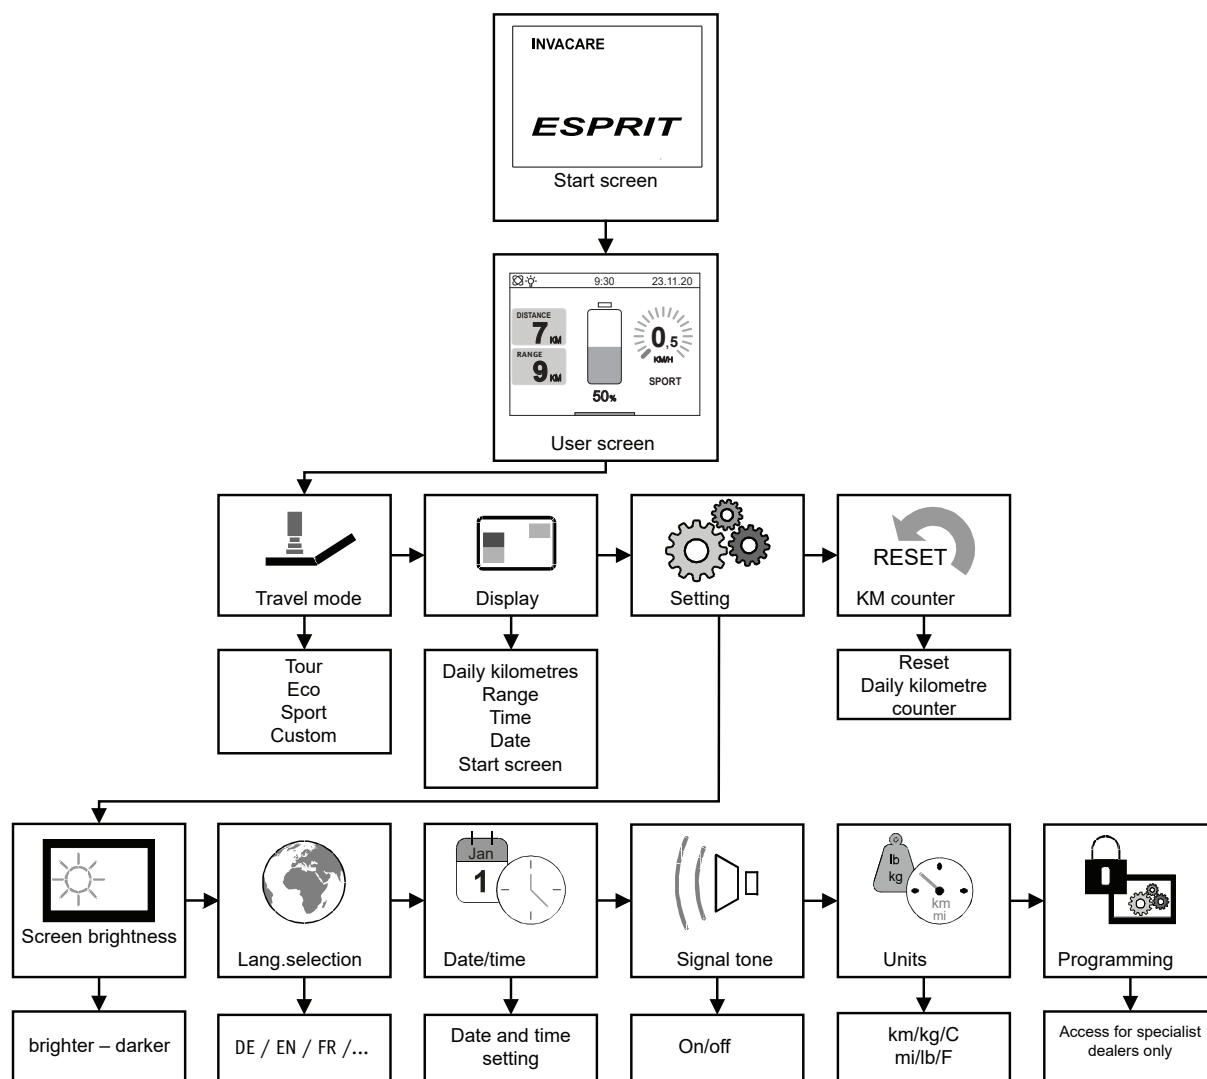 INVACARE
ESPRIT
Start screen
9:30 23.11.20
DISTANCE
7 KM
RANGE
9 KM
50%
0,5
KM/H
SPORT
User screen
Travel mode
Display
Setting
RESET
KM counter
Tour
Eco
Sport
Custom
Daily kilometres
Range
Time
Date
Start screen
Reset
Daily kilometre
counter
Screen brightness
Lang.selection
Jan
1
Date/time
Signal tone
lb
kg
km
mi
Units
Programming
brighter – darker
DE / EN / FR /...
Date and time
setting
On/off
km/kg/C
mi/lb/F
Access for specialist
dealers only